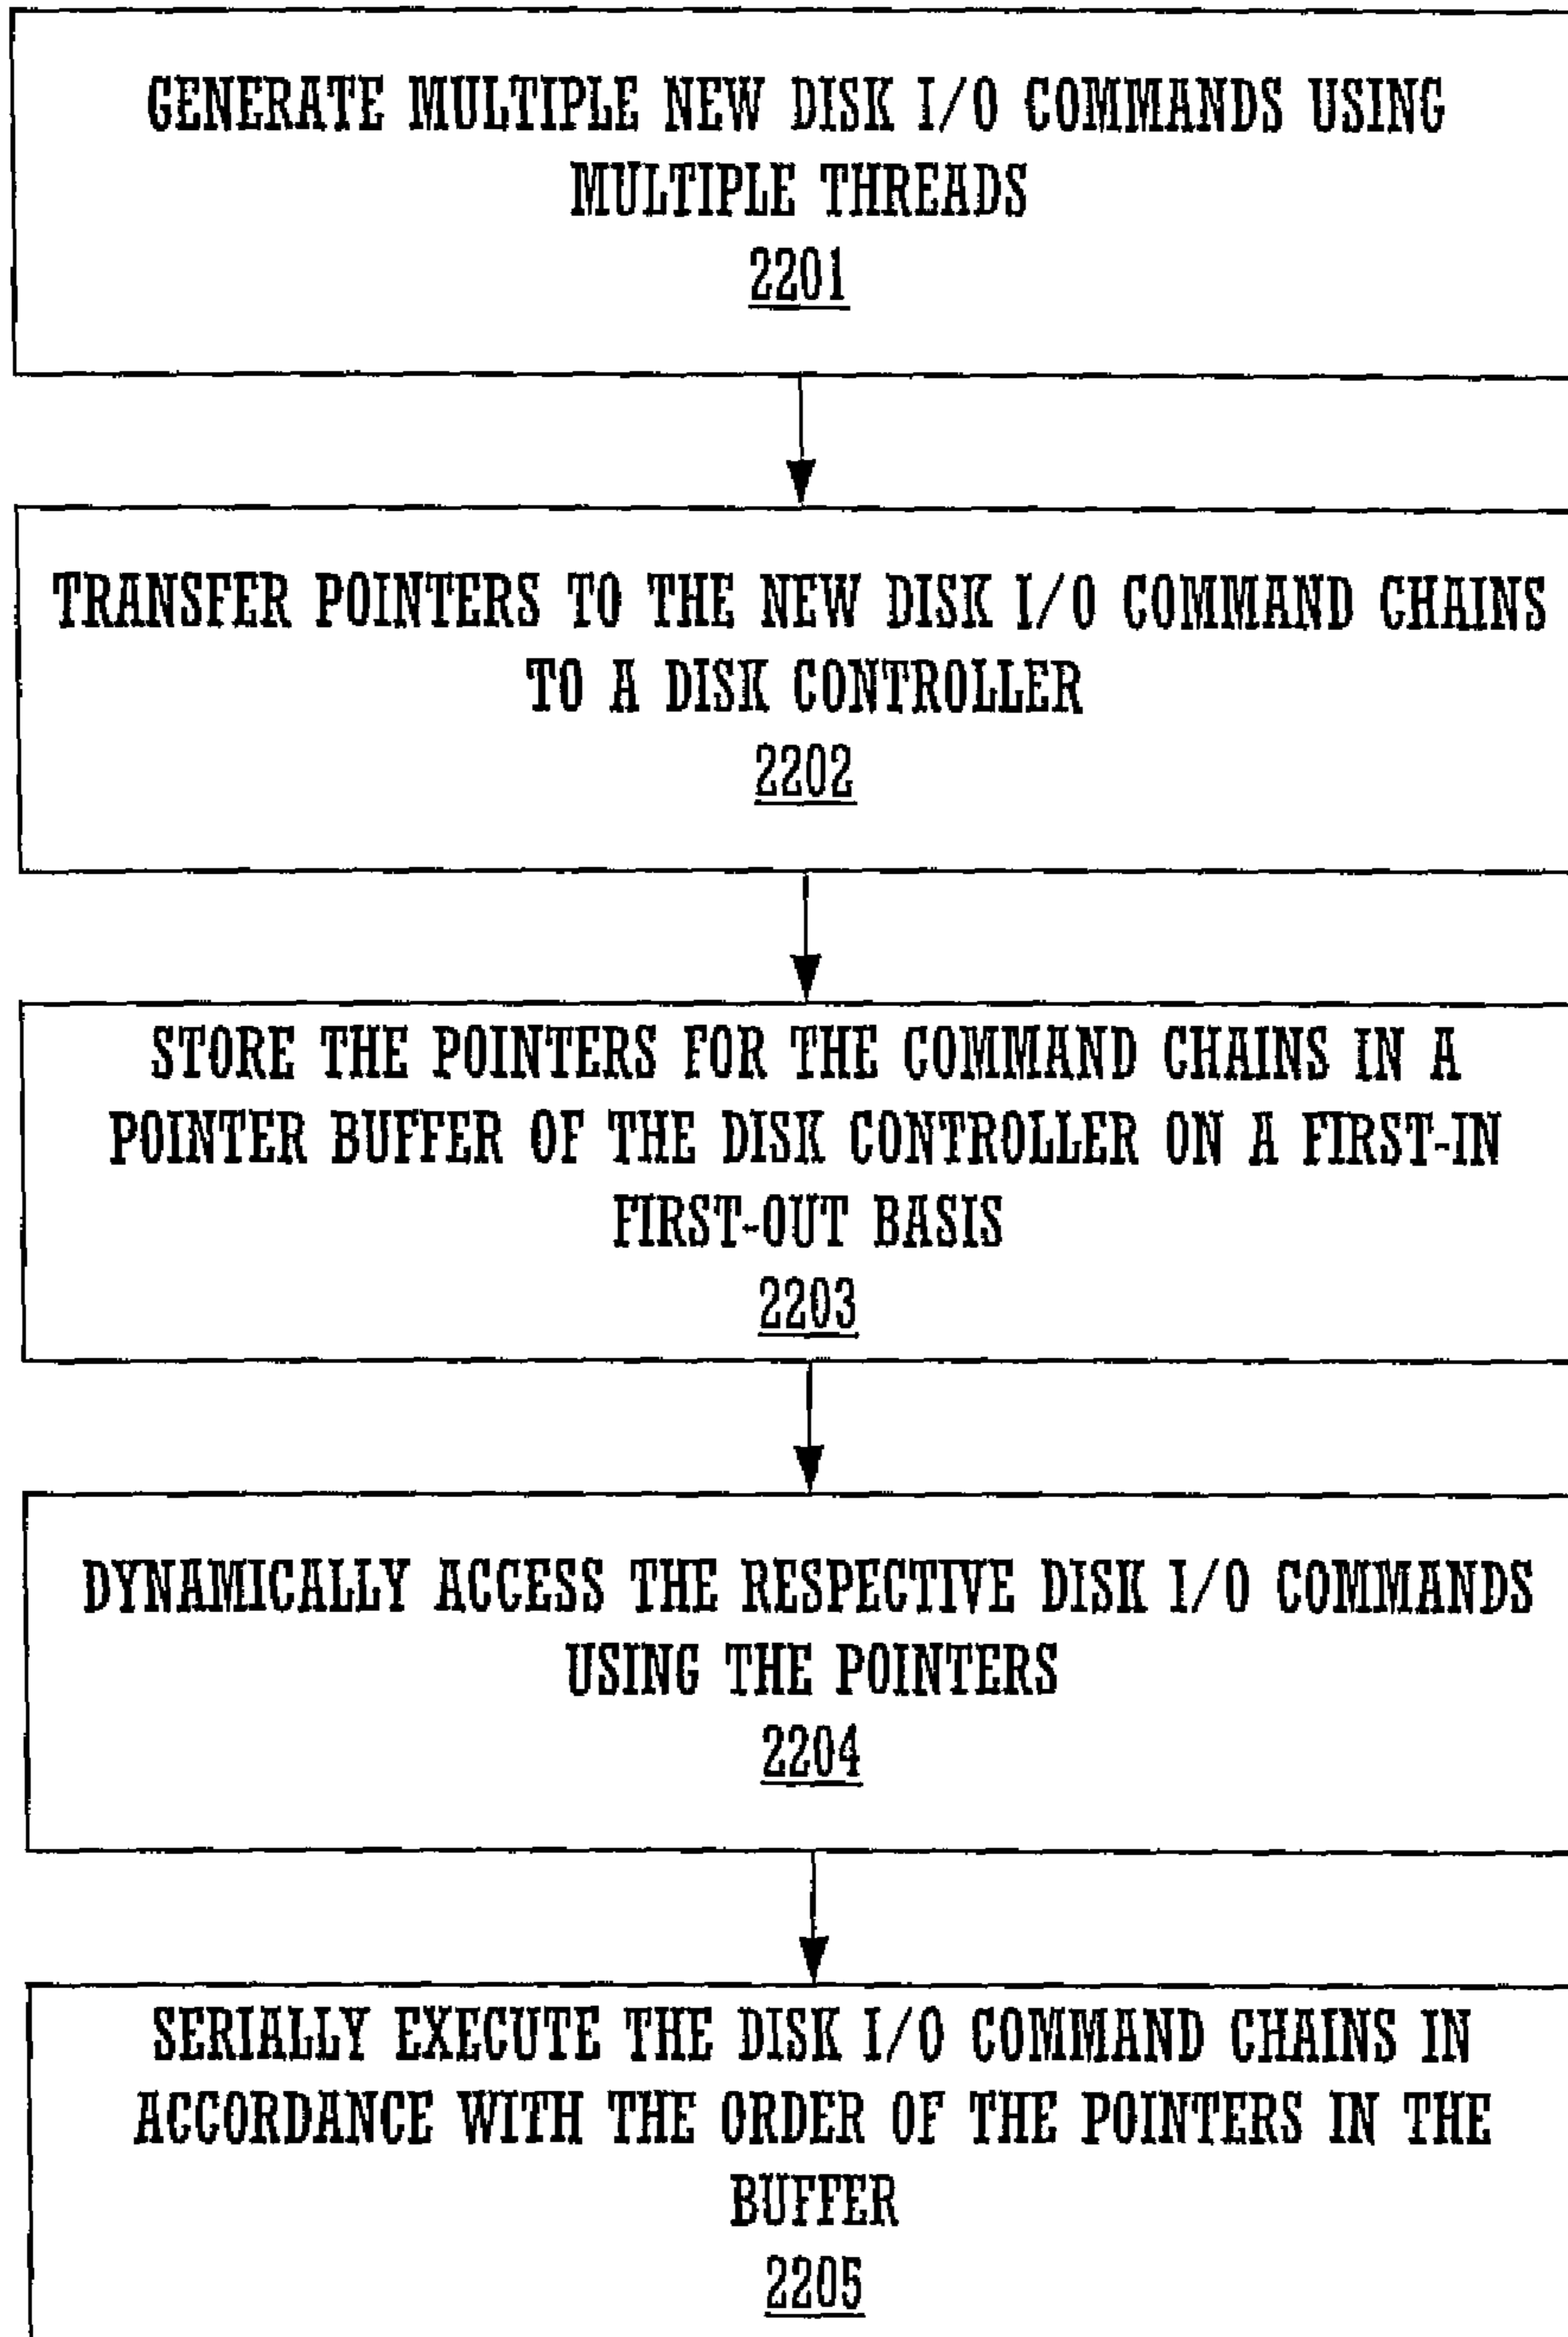 GENERATE MULTIPLE NEW DISK I/O COMMANDS USING
MULTIPLE THREADS
2201
TRANSFER POINTERS TO THE NEW DISK I/O COMMAND CHAINS
TO A DISK CONTROLLER
2202
STORE THE POINTERS FOR THE COMMAND CHAINS IN A
POINTER BUFFER OF THE DISK CONTROLLER ON A FIRST-IN
FIRST-OUT BASIS
2203
DYNAMICALLY ACCESS THE RESPECTIVE DISK I/O COMMANDS
USING THE POINTERS
2204
SERIALLY EXECUTE THE DISK I/O COMMAND CHAINS IN
ACCORDANCE WITH THE ORDER OF THE POINTERS IN THE
BUFFER
2205